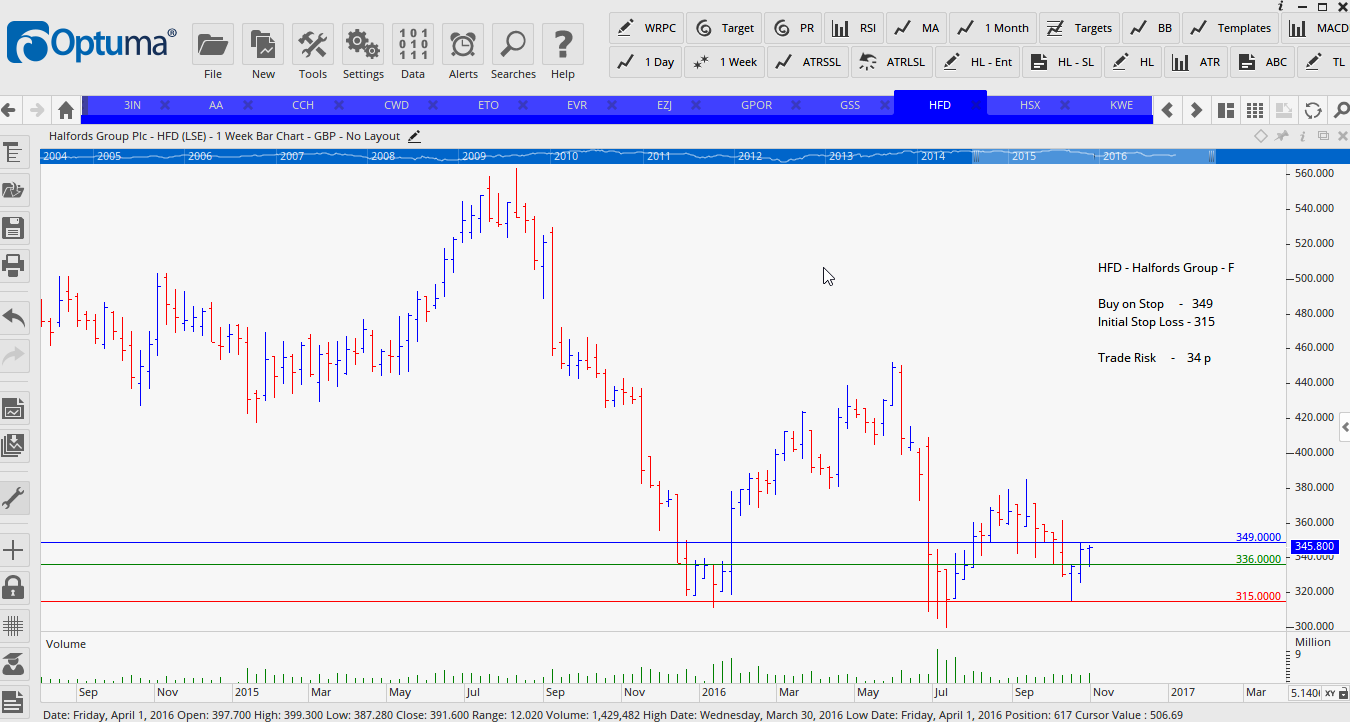 i
Optuma®
File New Tools Settings Data Alerts Searches Help
101
010
111
?
WRPC Target PR RSI MA 1 Month Targets BB Templates MACD
1 Day 1 Week ATRSSL ATRLSL HL - Ent HL - SL HL ATR ABC TL
3IN AA CCH CWD ETO EVR EZJ GPOR GSS HFD HSX KWE
Halfords Group Plc - HFD (LSE) - 1 Week Bar Chart - GBP - No Layout
i
2004 2005 2006 2007 2008 2009 2010 2011 2012 2013 2014 2015 2016
560.000
540.000
520.000
HFD - Halfords Group - F
500.000
Buy on Stop - 349
480.000
Initial Stop Loss - 315
460.000
Trade Risk - 34 p
440.000
420.000
400.000
380.000
360.000
349.0000
345.800
340.000
336.0000
320.000
315.0000
300.000
Volume
Million
9
Sep Nov 2015 Mar May Jul Sep Nov 2016 Mar May Jul Sep Nov 2017 Mar
5.1406 XY
Date: Friday, April 1, 2016 Open: 397.700 High: 399.300 Low: 387.280 Close: 391.600 Range: 12.020 Volume: 1,429,482 High Date: Wednesday, March 30, 2016 Low Date: Friday, April 1, 2016 Position: 617 Cursor Value : 506.69